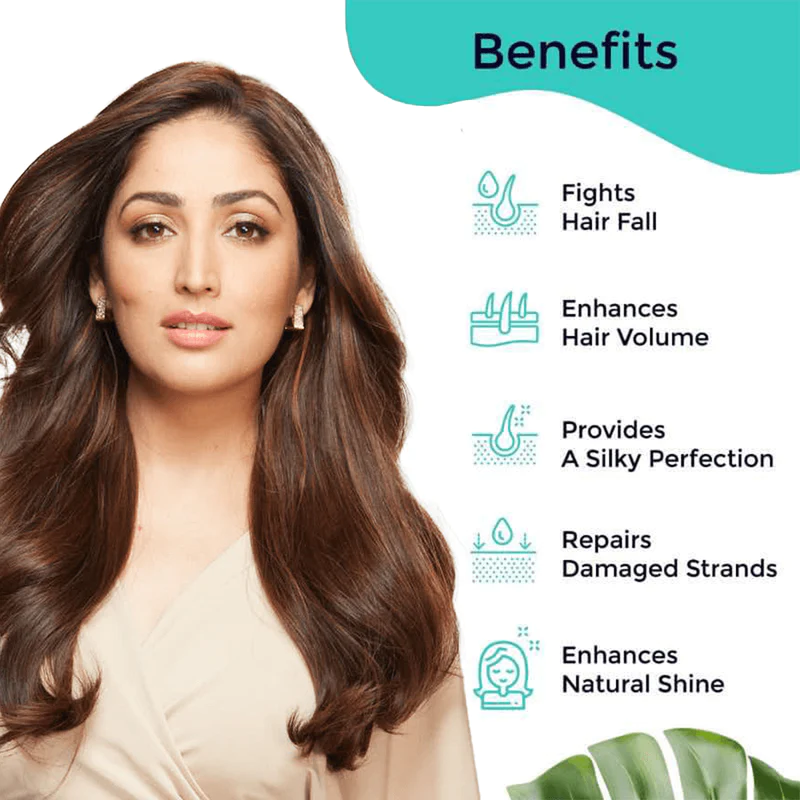 Benefits
Fights
Hair Fall
Enhances
Hair Volume
Provides
A Silky Perfection
Repairs
Damaged Strands
Enhances
Natural Shine